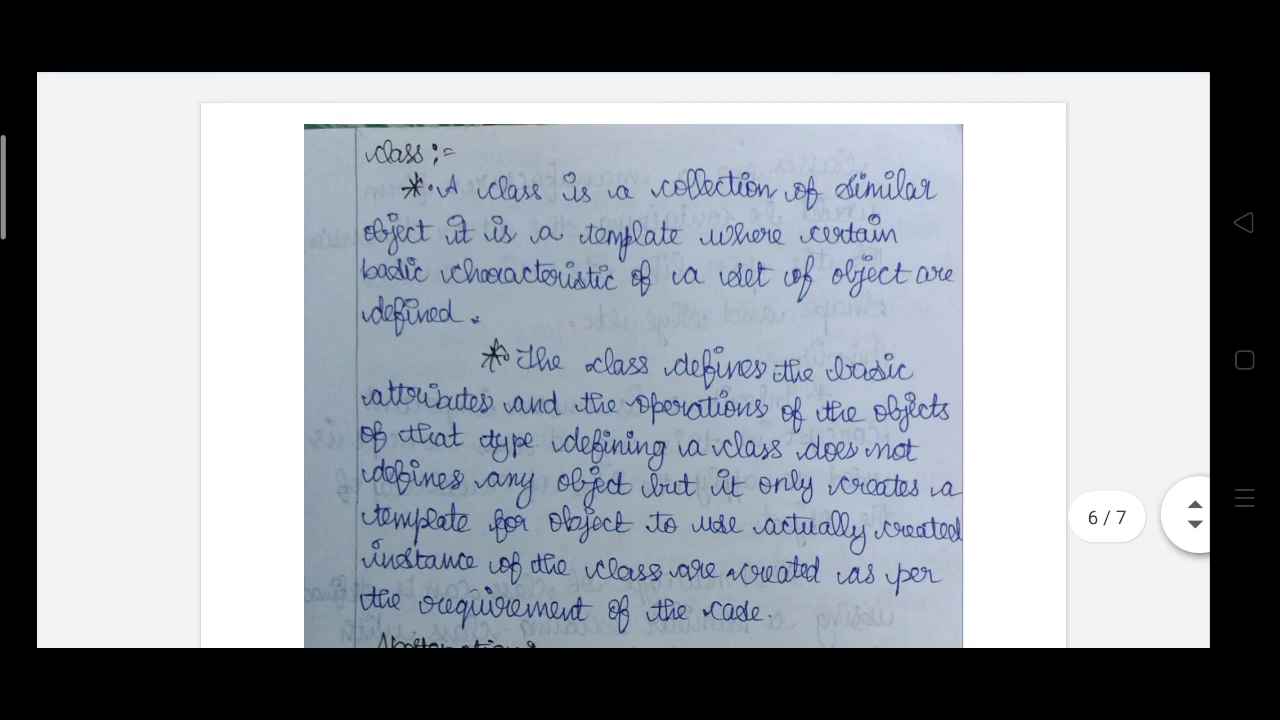 class :-
*. A class is a collection of similar
object it is a template where certain
basic characteristic of a set of object are
defined.
* The class defines the basic
attributes and the operations of the objects
of that type defining a class does not
defines any object but it only creates a
template for object to use actually created
instance of the class are created as per
the requirement of the case.
Abstraction:
6 / 7